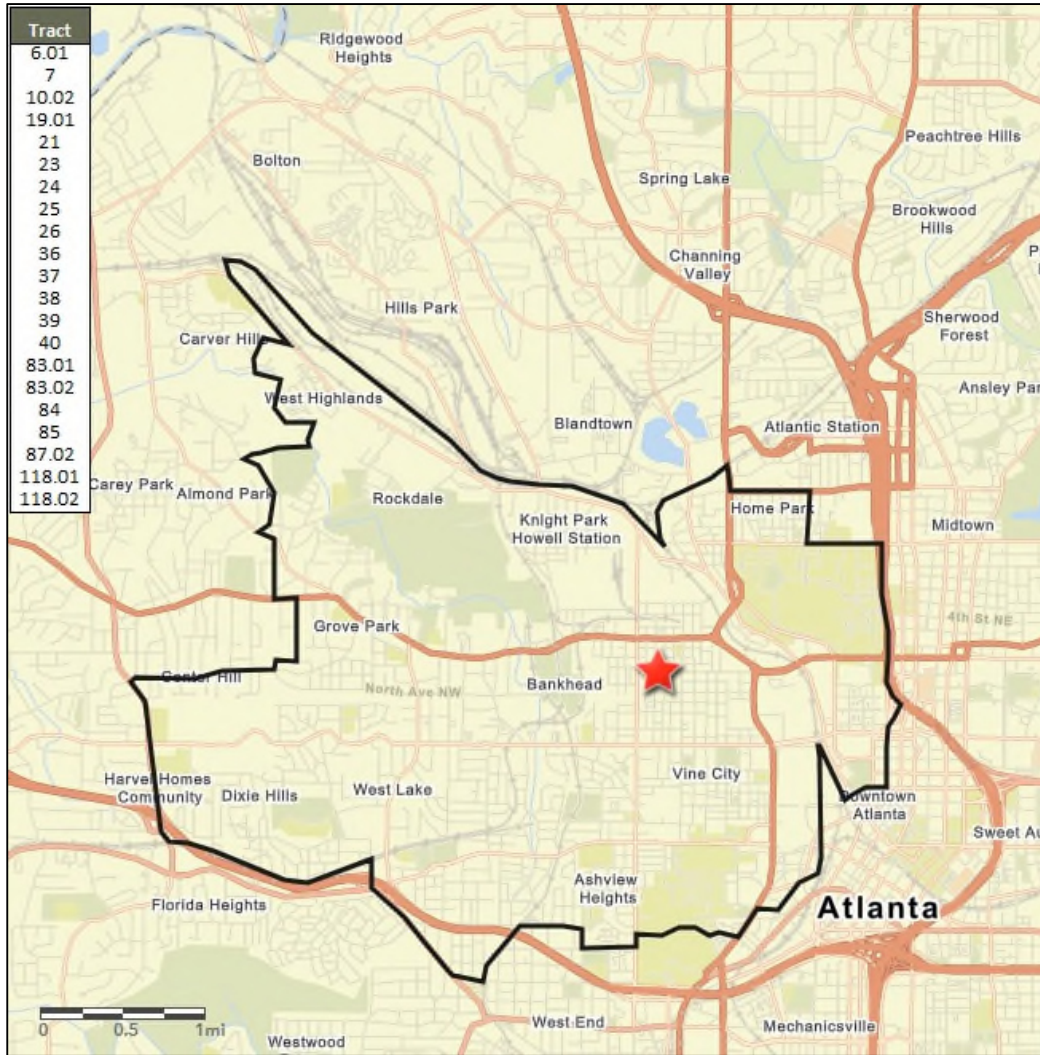 Tract
6.01
7
10.02
19.01
21
23
24
25
26
36
37
38
39
40
83.01
83.02
84
85
87.02
118.01
118.02
Ridgewood
Heights
Bolton
Peachtree Hills
Spring Lake
Brookwood
Hills
Channing
Valley
Hills Park
Sherwood
Forest
Carver Hills
Ansley Par
West Highlands
Blandtown
Atlantic Station
Carey Park
Almond Park
Rockdale
Home Park
Knight Park
Howell Station
Midtown
4th St NE
Grove Park
Center Hill
North Ave NW
Bankhead
Harvel Homes
Community
Dixie Hills
West Lake
Vine City
Downtown
Atlanta
Sweet Au
Ashview
Heights
Florida Heights
Atlanta
0 0.5 1mi
West End
Mechanicsville
Westwood